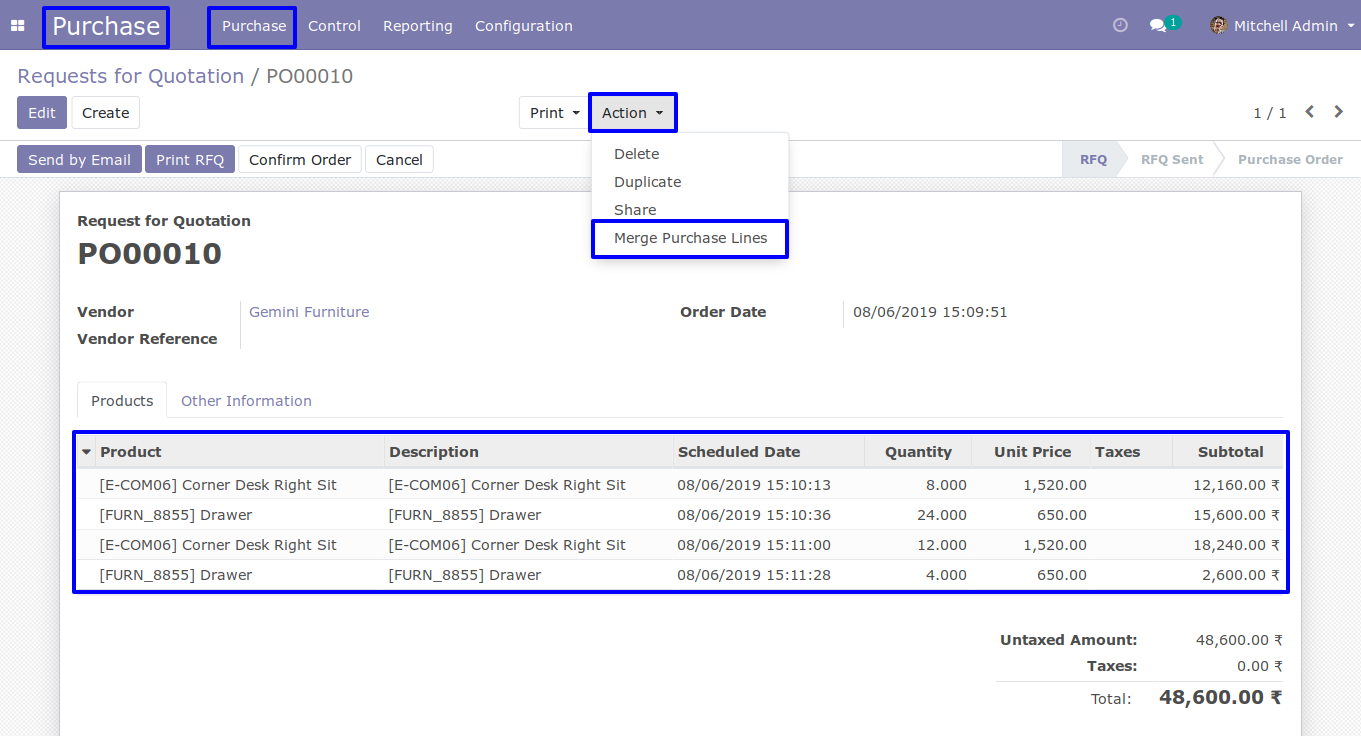 Purchase Purchase Control Reporting Configuration 1 Mitchell Admin
Requests for Quotation / PO00010
Edit Create Print Action 1 / 1
Delete
Duplicate
Share
Merge Purchase Lines
Send by Email Print RFQ Confirm Order Cancel RFQ RFQ Sent Purchase Order
Request for Quotation
PO00010
Vendor Gemini Furniture Order Date 08/06/2019 15:09:51
Vendor Reference
Products Other Information
Product Description Scheduled Date Quantity Unit Price Taxes Subtotal
[E-COM06] Corner Desk Right Sit [E-COM06] Corner Desk Right Sit 08/06/2019 15:10:13 8.000 1,520.00 12,160.00 ₹
[FURN_8855] Drawer [FURN_8855] Drawer 08/06/2019 15:10:36 24.000 650.00 15,600.00 ₹
[E-COM06] Corner Desk Right Sit [E-COM06] Corner Desk Right Sit 08/06/2019 15:11:00 12.000 1,520.00 18,240.00 ₹
[FURN_8855] Drawer [FURN_8855] Drawer 08/06/2019 15:11:28 4.000 650.00 2,600.00 ₹
Untaxed Amount: 48,600.00 ₹
Taxes: 0.00 ₹
Total: 48,600.00 ₹